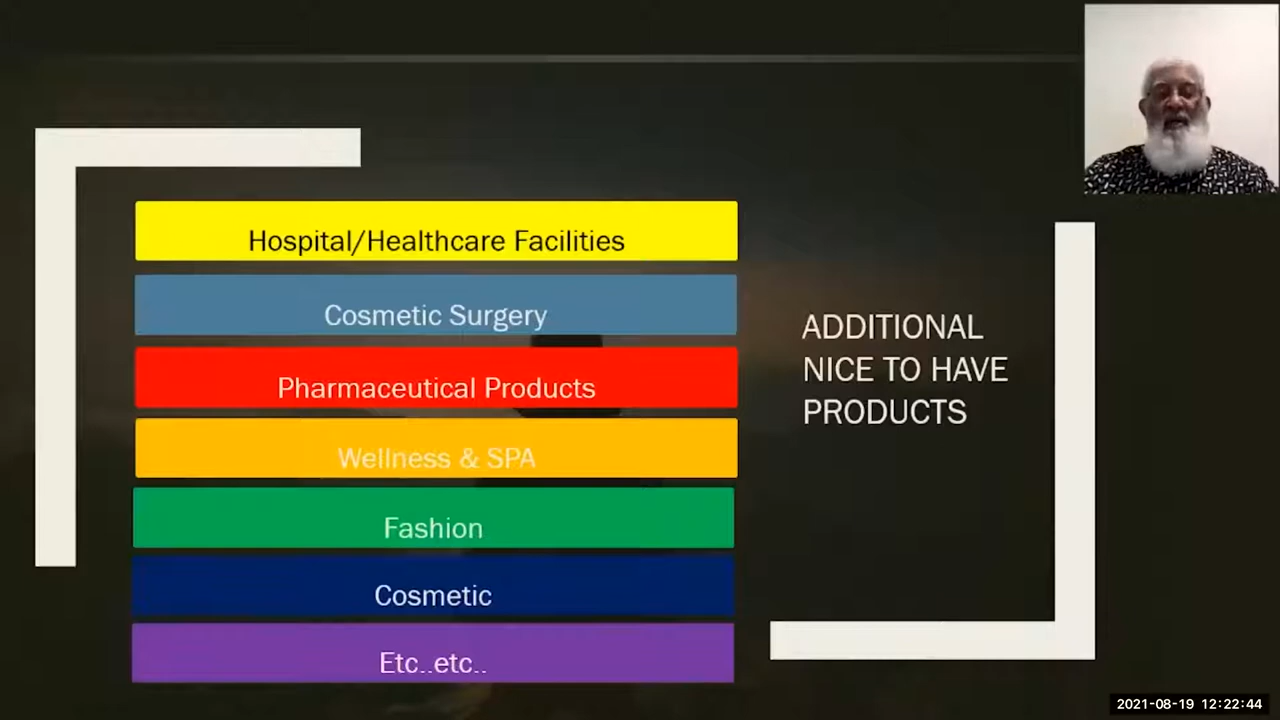 Hospital/Healthcare Facilities
Cosmetic Surgery
Pharmaceutical Products
Wellness & SPA
Fashion
Cosmetic
Etc..etc..
ADDITIONAL
NICE TO HAVE
PRODUCTS
2021-08-19 12:22:44